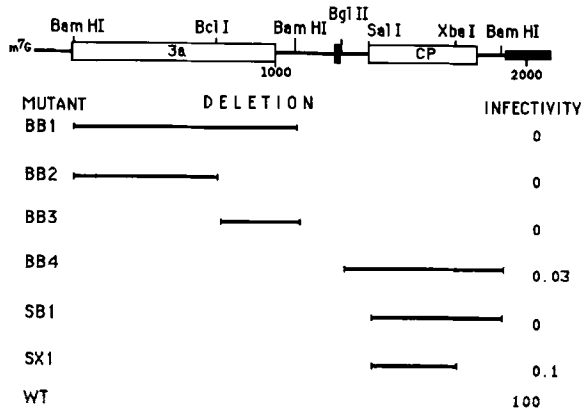 Bgl II
Bam HI Bcl I Bam HI Sal I Xba I Bam HI
m7G 3a CP
1000 2000
MUTANT DELETION INFECTIVITY
BB1 0
BB2 0
BB3 0
BB4 0.03
SB1 0
SX1 0.1
WT 100